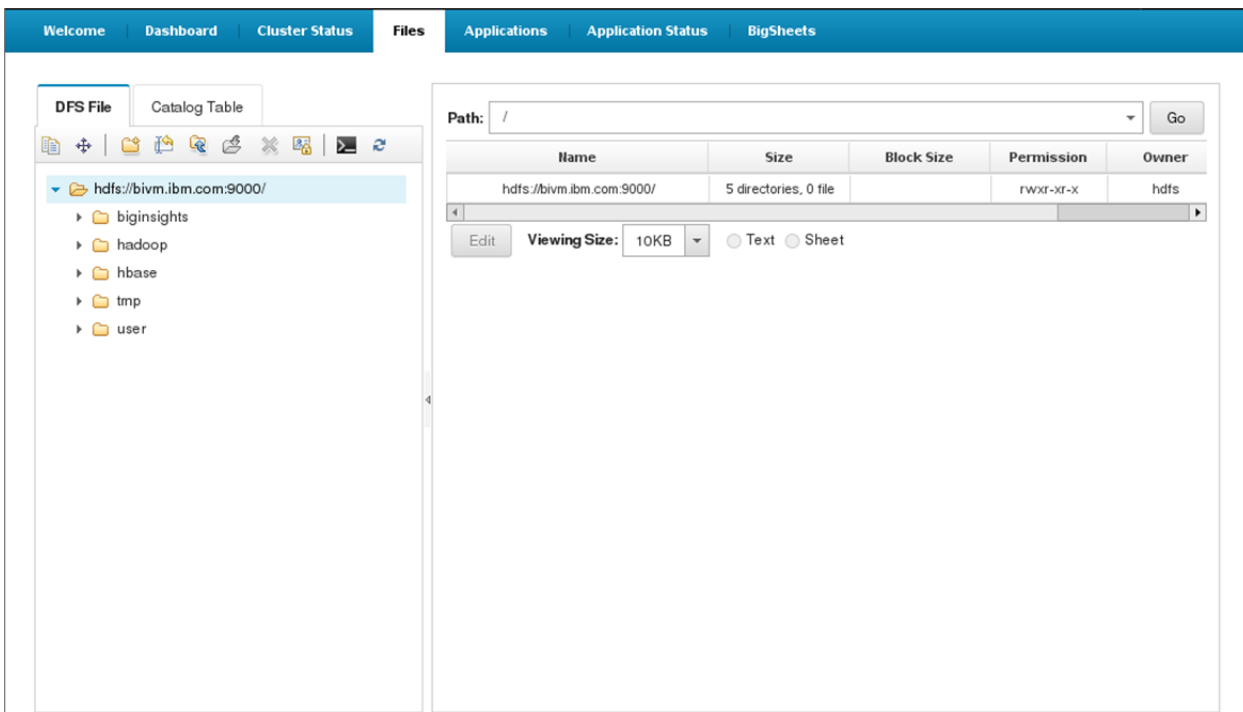 Welcome Dashboard Cluster Status Files Applications Application Status BigSheets
DFS File Catalog Table
hdfs://bivm.ibm.com:9000/
biginsights
hadoop
hbase
tmp
user
Path: / Go
Name Size Block Size Permission Owner
hdfs://bivm.ibm.com:9000/ 5 directories, 0 file rwxr-xr-x hdfs
Edit Viewing Size: 10KB Text Sheet